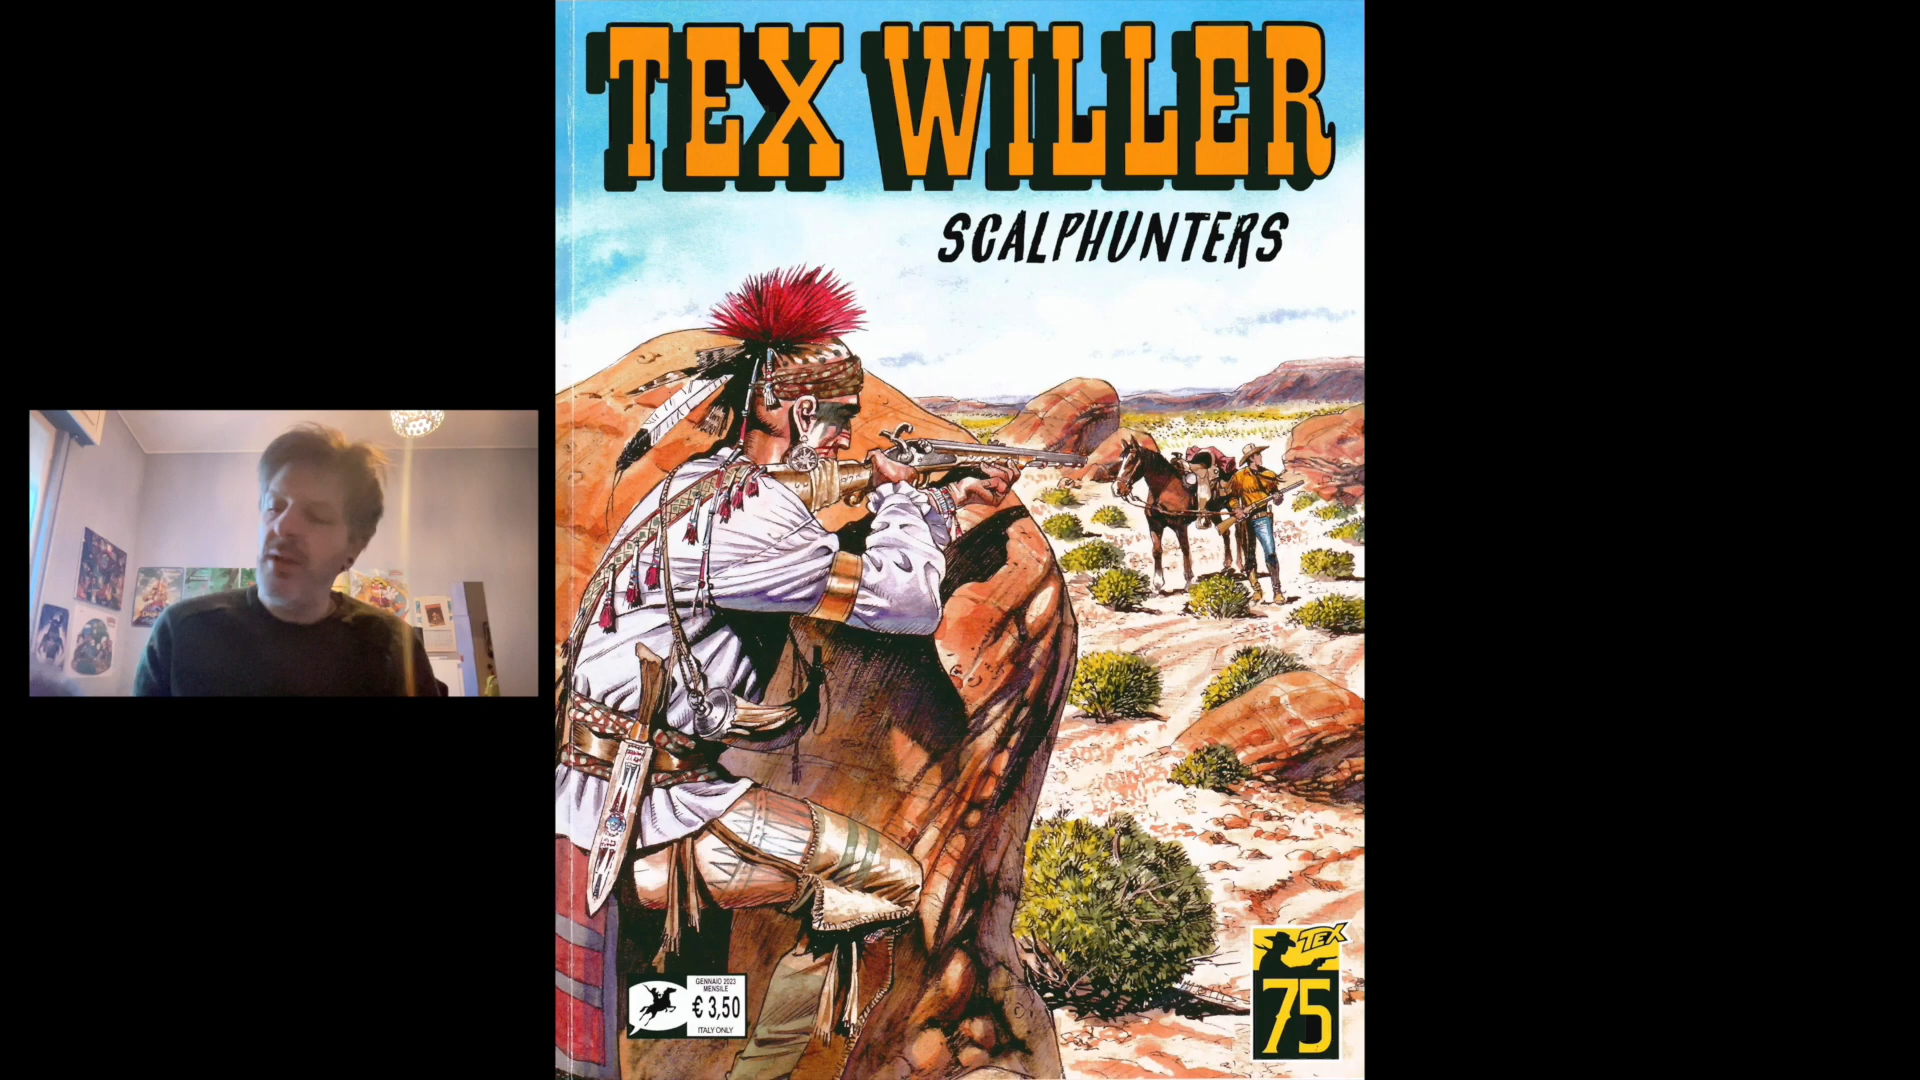 TEX WILLER
SCALPHUNTERS
GENNAIO 2023
MENSILE
€ 3,50
ITALY ONLY
TEX
75